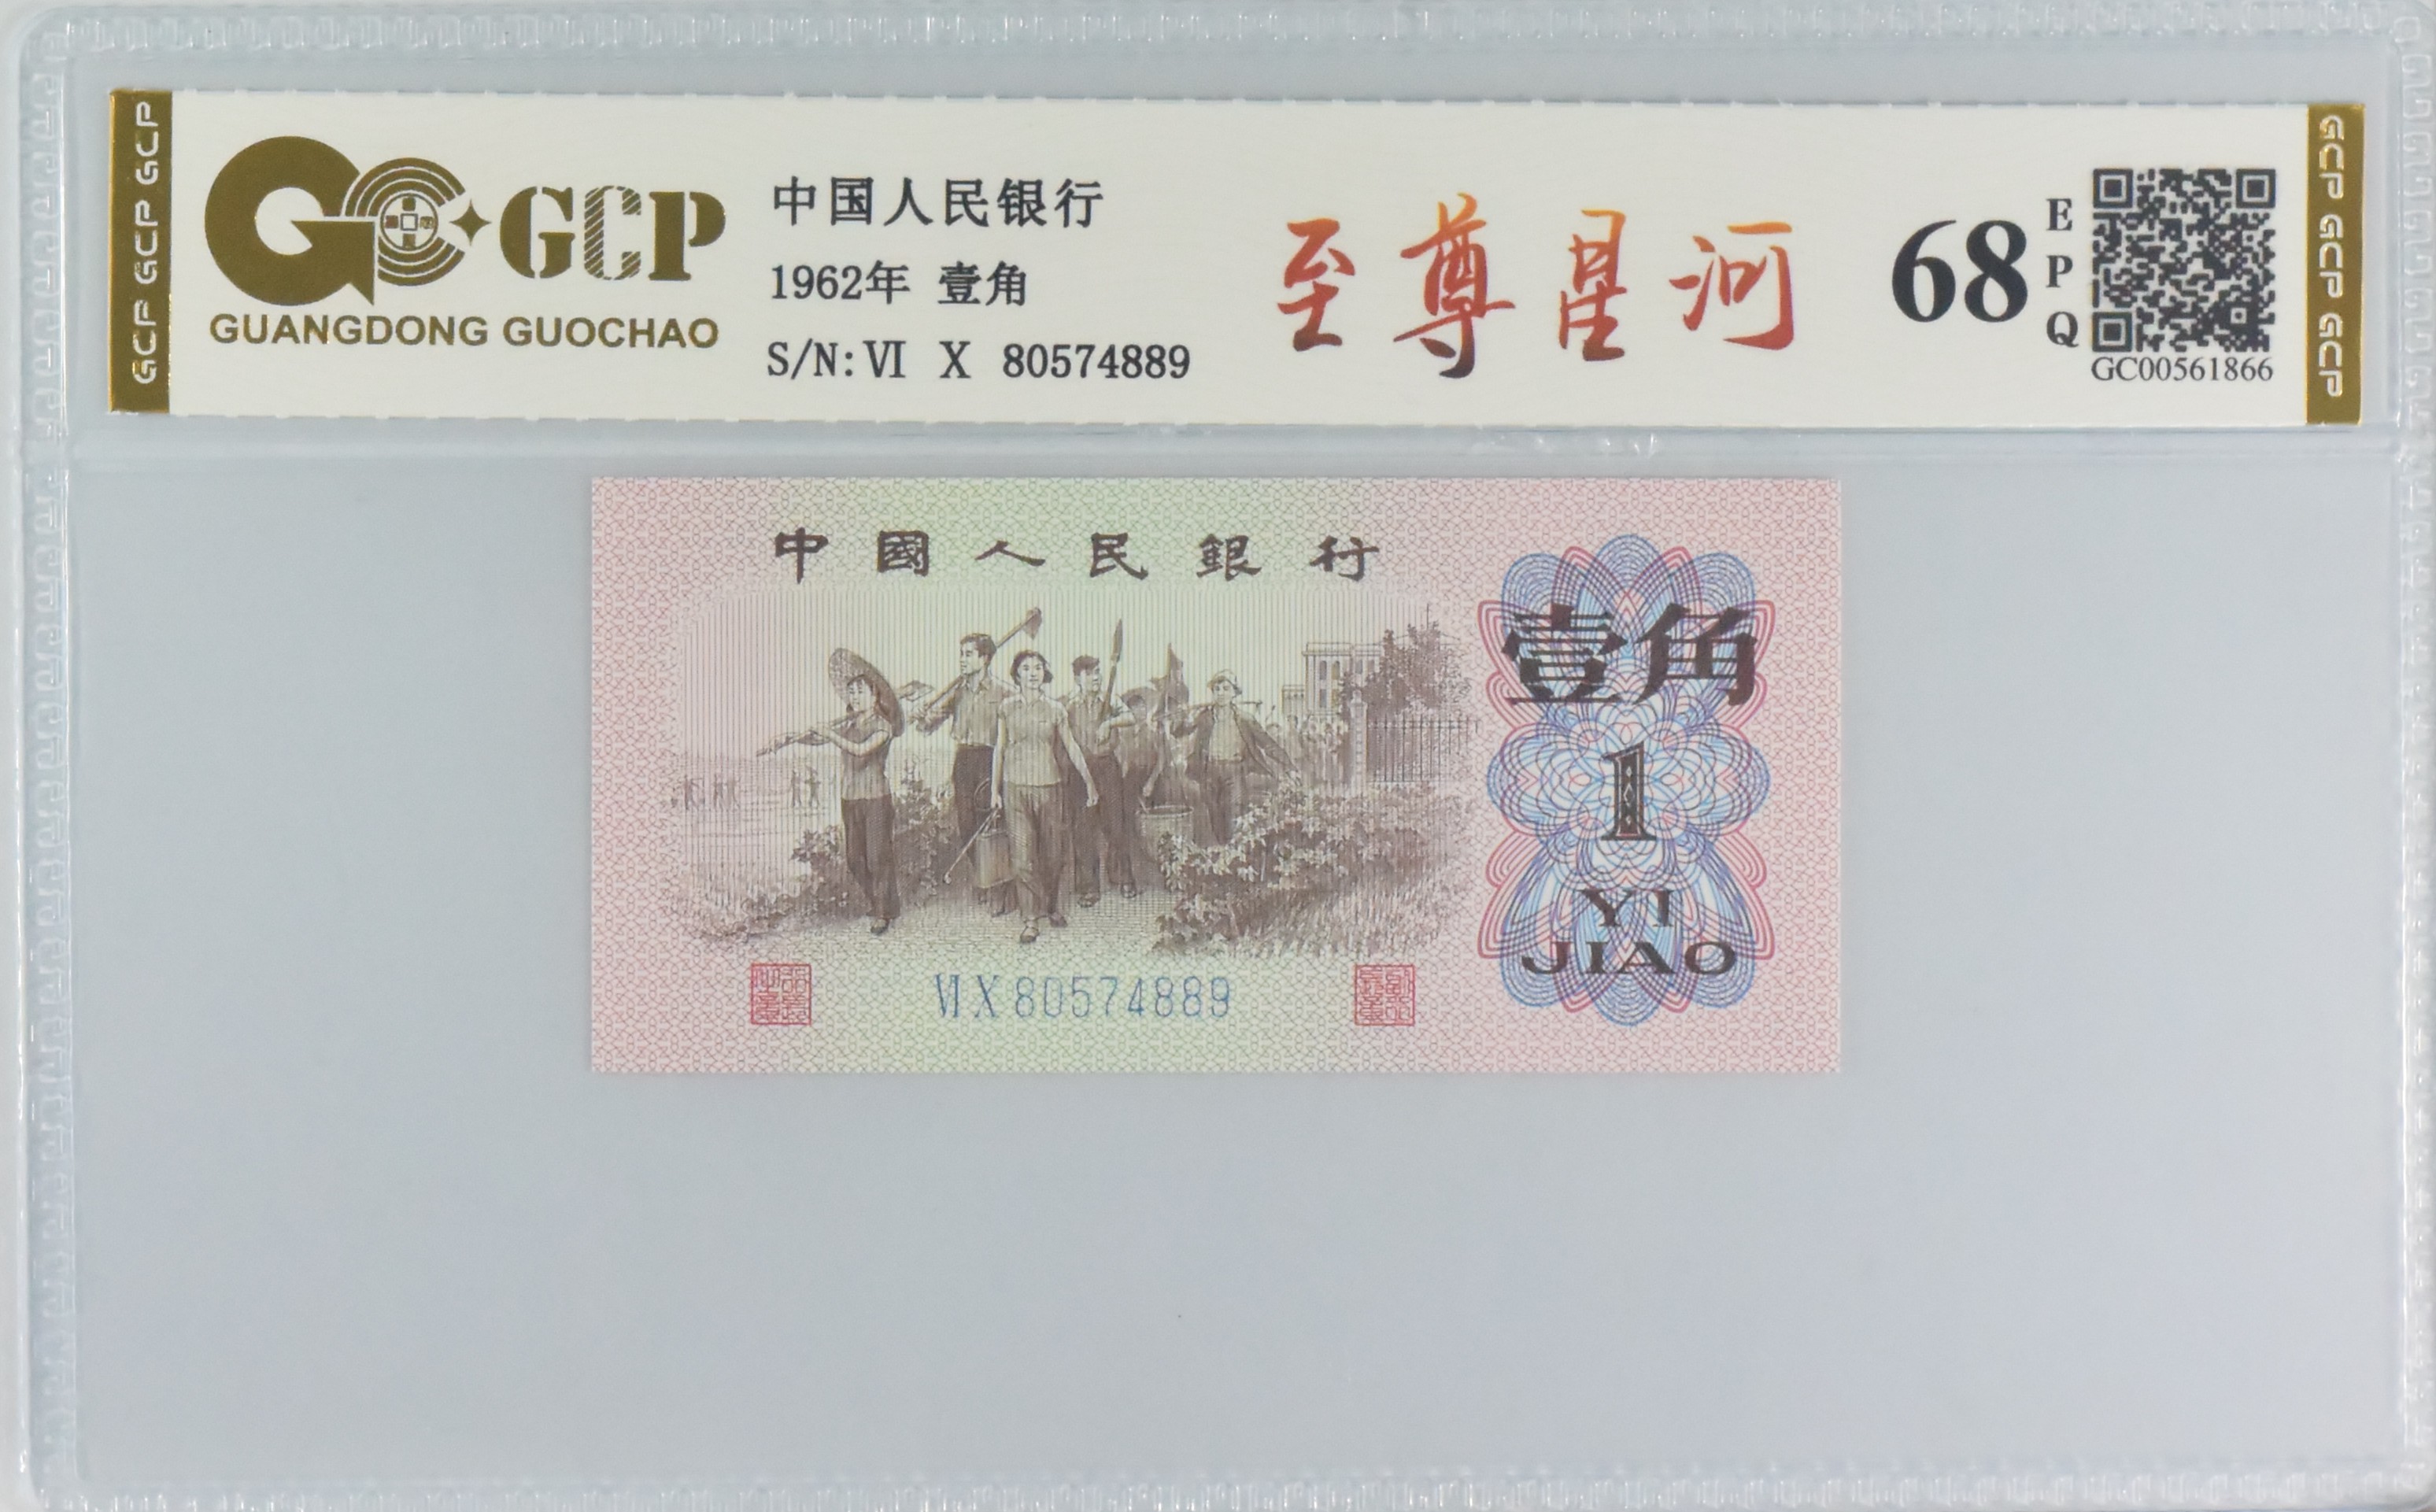 GCP GCP GCP
GCP
GUANGDONG GUOCHAO
中国人民银行
1962年 壹角
S/N: VI X 80574889
至尊星河
68
EPQ
GC00561866
GCP GCP GCP
中國人民銀行
壹角
1
YI
JIAO
VI X 80574889